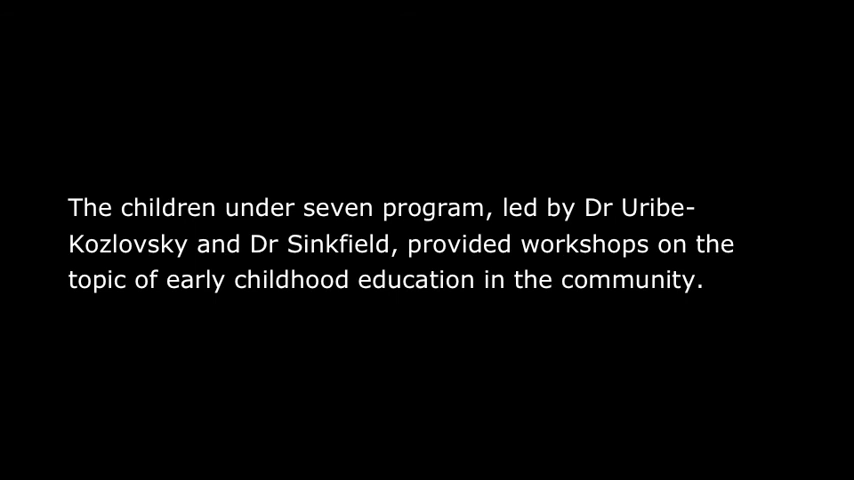 The children under seven program, led by Dr Uribe-
Kozlovsky and Dr Sinkfield, provided workshops on the
topic of early childhood education in the community.